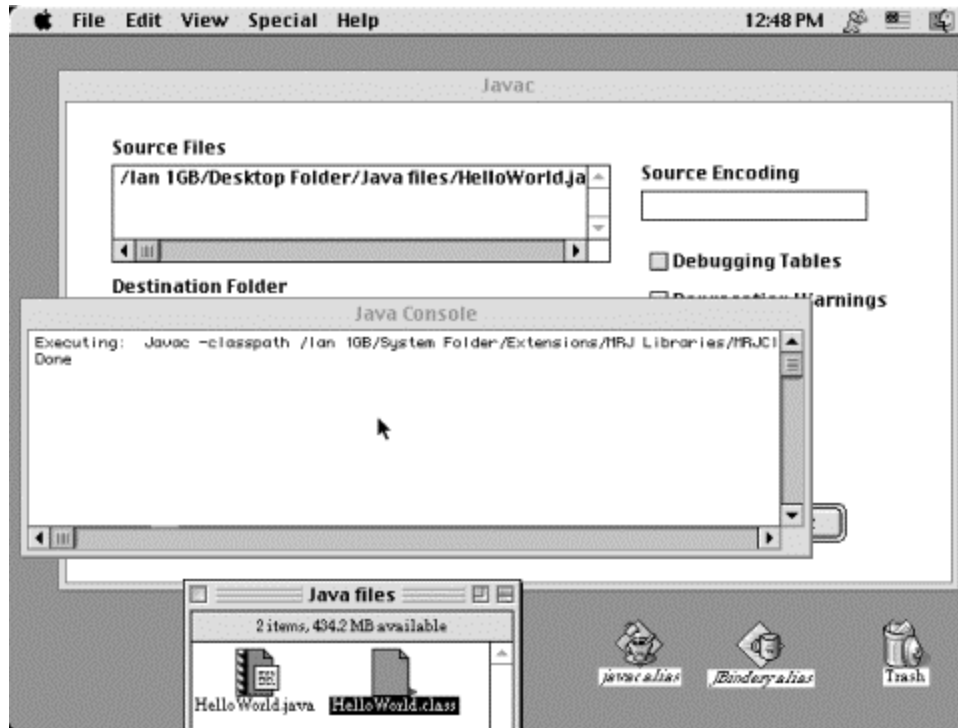 File Edit View Special Help 12:48 PM
Javac
Source Files
/Ian 1GB/Desktop Folder/Java files/HelloWorld.ja
Source Encoding
Debugging Tables
Destination Folder
Warnings
Java Console
Executing: Javac -classpath /Ian 1GB/System Folder/Extensions/MRJ Libraries/MRJCl
Done
Java files
2 items, 434.2 MB available
HelloWorld.java
HelloWorld.class
javac alias
JBindery alias
Trash